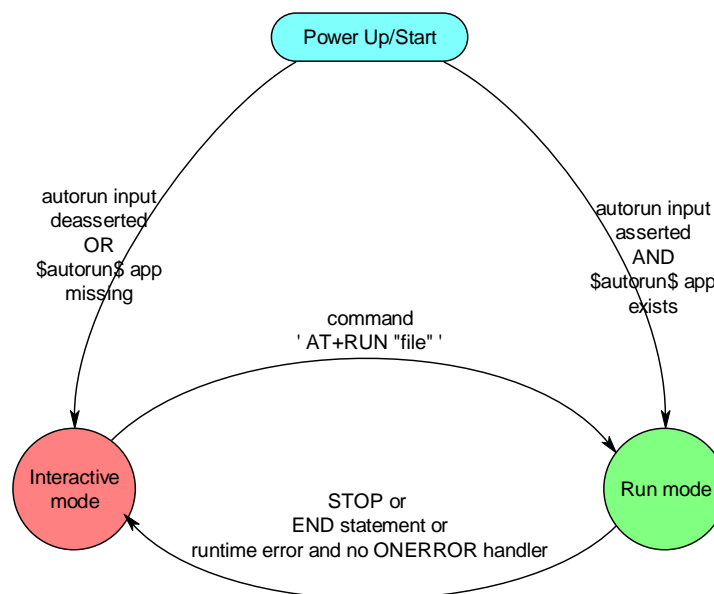 Power Up/Start
autorun input
deasserted
OR
$autorun$ app
missing
autorun input
asserted
AND
$autorun$ app
exists
command
' AT+RUN "file" '
Interactive
mode
Run mode
STOP or
END statement or
runtime error and no ONERROR handler